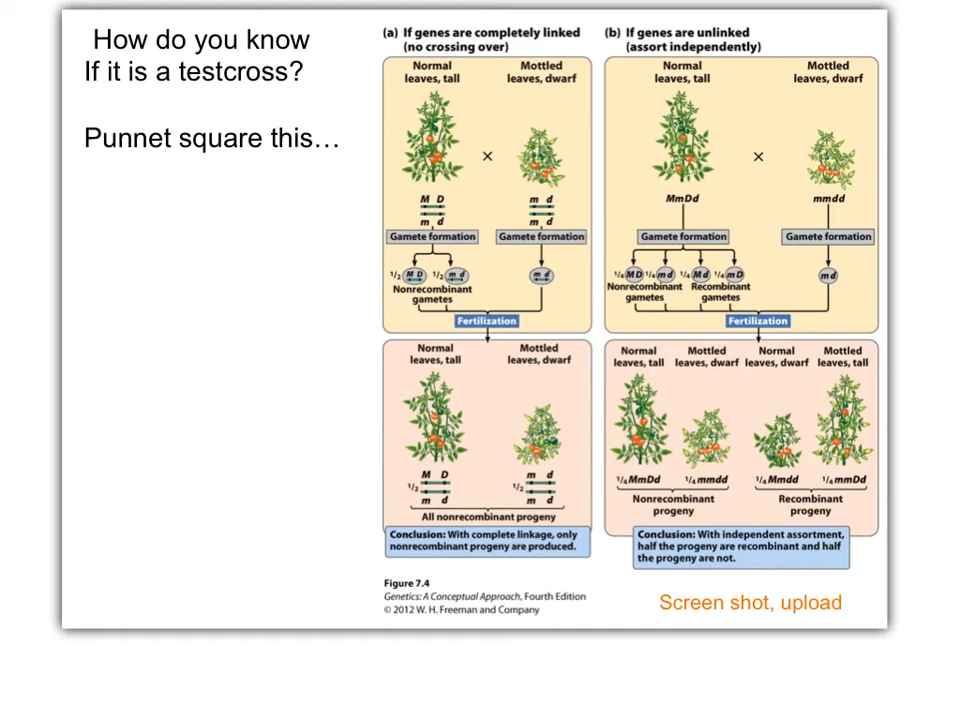 How do you know
If it is a testcross?
Punnet square this…
(a) If genes are completely linked
(no crossing over)
Normal
leaves, tall
Mottled
leaves, dwarf
×
M D
m d
m d
m d
Gamete formation
Gamete formation
1/2 M D 1/2 m d
m d
Nonrecombinant
gametes
Fertilization
Normal
leaves, tall
Mottled
leaves, dwarf
1/2
M D
m d
1/2
m d
m d
All nonrecombinant progeny
Conclusion: With complete linkage, only
nonrecombinant progeny are produced.
(b) If genes are unlinked
(assort independently)
Normal
leaves, tall
Mottled
leaves, dwarf
×
MmDd
mmdd
Gamete formation
Gamete formation
1/4 MD 1/4 md 1/4 Md 1/4 mD
md
Nonrecombinant
gametes
Recombinant
gametes
Fertilization
Normal
leaves, tall
Mottled
leaves, dwarf
Normal
leaves, dwarf
Mottled
leaves, tall
1/4 MmDd
1/4 mmdd
1/4 Mmdd
1/4 mmDd
Nonrecombinant
progeny
Recombinant
progeny
Conclusion: With independent assortment,
half the progeny are recombinant and half
the progeny are not.
Figure 7.4
Genetics: A Conceptual Approach, Fourth Edition
© 2012 W. H. Freeman and Company
Screen shot, upload